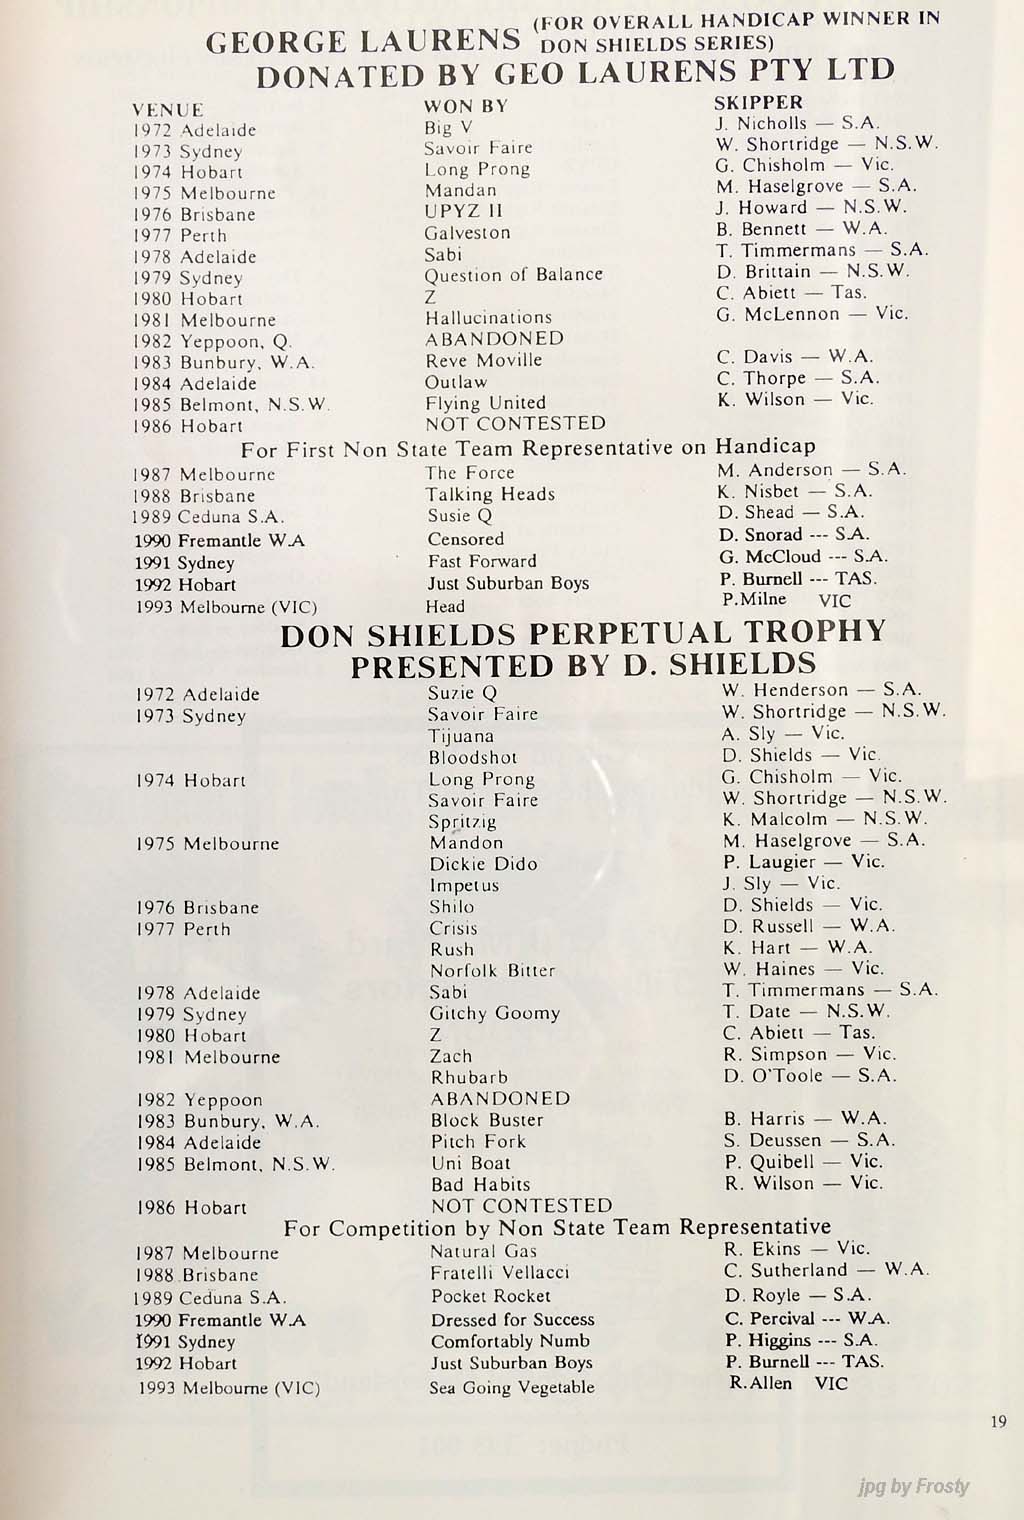 GEORGE LAURENS (FOR OVERALL HANDICAP WINNER IN DON SHIELDS SERIES)
DONATED BY GEO LAURENS PTY LTD
VENUE WON BY SKIPPER
1972 Adelaide Big V J. Nicholls — S.A.
1973 Sydney Savoir Faire W. Shortridge — N.S.W.
1974 Hobart Long Prong G. Chisholm — Vic.
1975 Melbourne Mandan M. Haselgrove — S.A.
1976 Brisbane UPYZ II J. Howard — N.S.W.
1977 Perth Galveston B. Bennett — W.A.
1978 Adelaide Sabi T. Timmermans — S.A.
1979 Sydney Question of Balance D. Brittain — N.S.W.
1980 Hobart Z C. Abiett — Tas.
1981 Melbourne Hallucinations G. McLennon — Vic.
1982 Yeppoon, Q. ABANDONED
1983 Bunbury, W.A. Reve Moville C. Davis — W.A.
1984 Adelaide Outlaw C. Thorpe — S.A.
1985 Belmont, N.S.W. Flying United K. Wilson — Vic.
1986 Hobart NOT CONTESTED
For First Non State Team Representative on Handicap
1987 Melbourne The Force M. Anderson — S.A.
1988 Brisbane Talking Heads K. Nisbet — S.A.
1989 Ceduna S.A. Susie Q D. Shead — S.A.
1990 Fremantle W.A Censored D. Snorad --- S.A.
1991 Sydney Fast Forward G. McCloud --- S.A.
1992 Hobart Just Suburban Boys P. Burnell --- TAS.
1993 Melbourne (VIC) Head P.Milne VIC
DON SHIELDS PERPETUAL TROPHY
PRESENTED BY D. SHIELDS
1972 Adelaide Suzie Q W. Henderson — S.A.
1973 Sydney Savoir Faire W. Shortridge — N.S.W.
Tijuana A. Sly — Vic.
Bloodshot D. Shields — Vic.
1974 Hobart Long Prong G. Chisholm — Vic.
Savoir Faire W. Shortridge — N.S.W.
Spritzig K. Malcolm — N.S.W.
1975 Melbourne Mandon M. Haselgrove — S.A.
Dickie Dido P. Laugier — Vic.
Impetus J. Sly — Vic.
1976 Brisbane Shilo D. Shields — Vic.
1977 Perth Crisis D. Russell — W.A.
Rush K. Hart — W.A.
Norfolk Bitter W. Haines — Vic.
1978 Adelaide Sabi T. Timmermans — S.A.
1979 Sydney Gitchy Goomy T. Date — N.S.W.
1980 Hobart Z C. Abiett — Tas.
1981 Melbourne Zach R. Simpson — Vic.
Rhubarb D. O'Toole — S.A.
1982 Yeppoon ABANDONED
1983 Bunbury, W.A. Block Buster B. Harris — W.A.
1984 Adelaide Pitch Fork S. Deussen — S.A.
1985 Belmont, N.S.W. Uni Boat P. Quibell — Vic.
Bad Habits R. Wilson — Vic.
1986 Hobart NOT CONTESTED
For Competition by Non State Team Representative
1987 Melbourne Natural Gas R. Ekins — Vic.
1988 Brisbane Fratelli Vellacci C. Sutherland — W.A.
1989 Ceduna S.A. Pocket Rocket D. Royle — S.A.
1990 Fremantle W.A Dressed for Success C. Percival --- W.A.
1991 Sydney Comfortably Numb P. Higgins --- S.A.
1992 Hobart Just Suburban Boys P. Burnell --- TAS.
1993 Melbourne (VIC) Sea Going Vegetable R.Allen VIC
19
jpg by Frosty